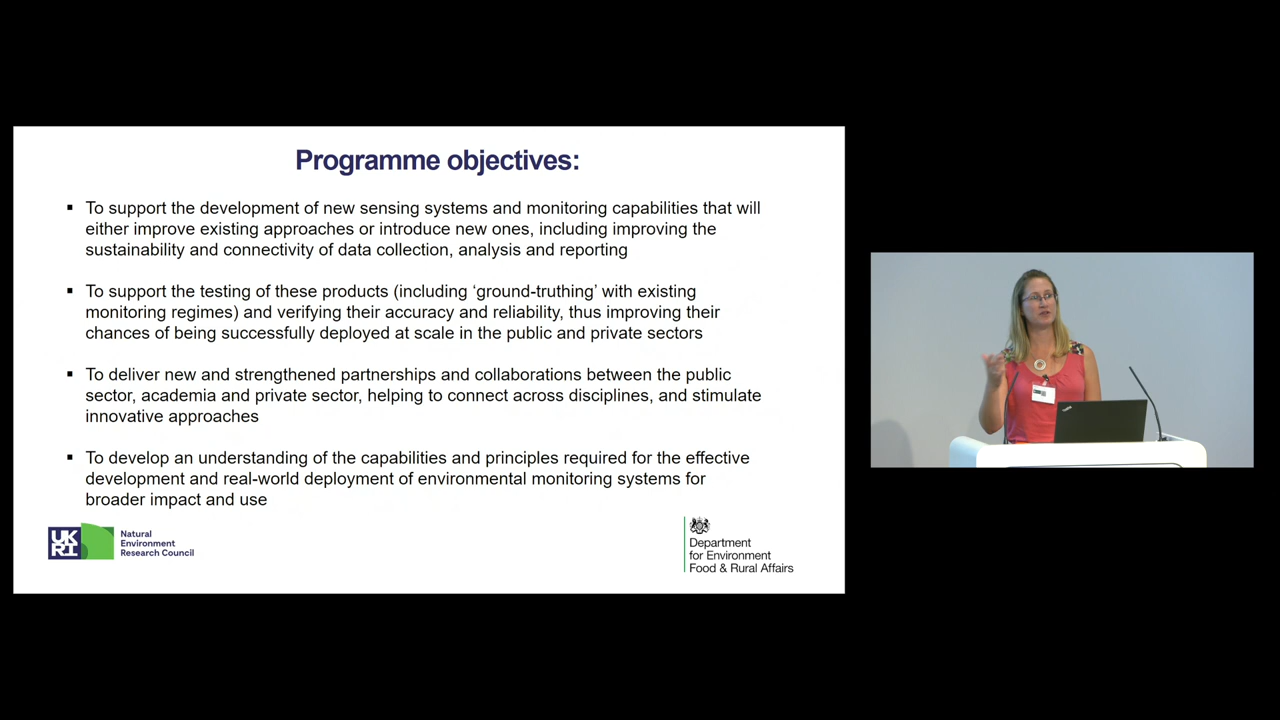 Programme objectives:
▪ To support the development of new sensing systems and monitoring capabilities that will
either improve existing approaches or introduce new ones, including improving the
sustainability and connectivity of data collection, analysis and reporting
▪ To support the testing of these products (including ‘ground-truthing’ with existing
monitoring regimes) and verifying their accuracy and reliability, thus improving their
chances of being successfully deployed at scale in the public and private sectors
▪ To deliver new and strengthened partnerships and collaborations between the public
sector, academia and private sector, helping to connect across disciplines, and stimulate
innovative approaches
▪ To develop an understanding of the capabilities and principles required for the effective
development and real-world deployment of environmental monitoring systems for
broader impact and use
UK
RI
Natural
Environment
Research Council
Department
for Environment
Food & Rural Affairs